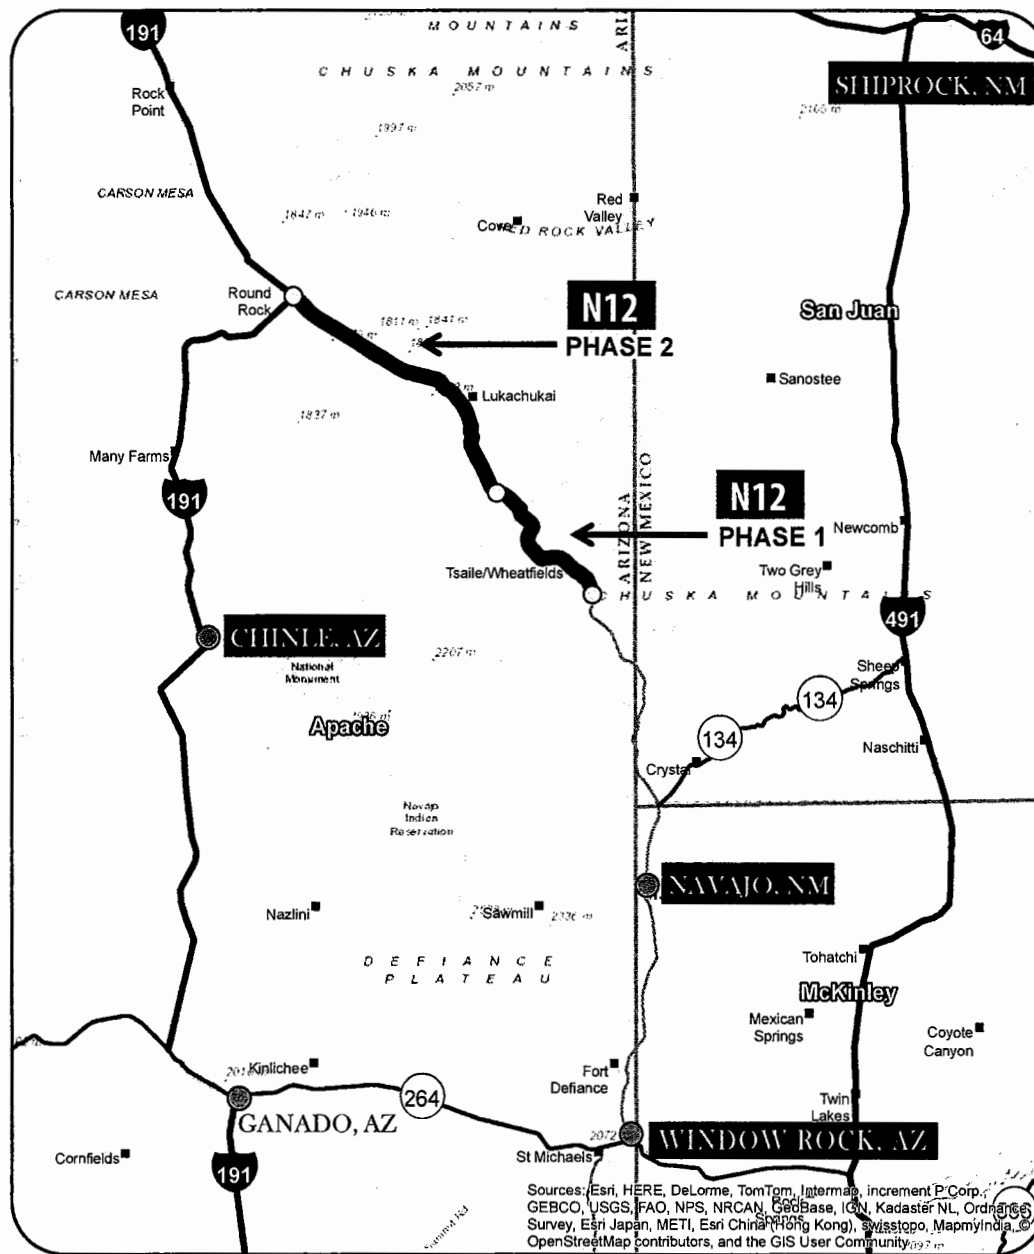 MOUNTAINS
191
ARI
64
CHUSKA MOUNTAINS
2057 m
SHIPROCK, NM
Rock
Point
2165 m
1997 m
CARSON MESA
Red
Valley
1842 m
1946 m
Cove
RED ROCK VALLEY
CARSON MESA
Round
Rock
N12
PHASE 2
San Juan
1811 m
1841 m
Sanostee
Lukachukai
1837 m
Many Farms
191
ARIZONA
NEW MEXICO
N12
PHASE 1
Newcomb
Tsaile/Wheatfields
Two Grey
Hills
CHUSKA MOUNTAINS
491
CHINLE, AZ
National
Monument
2207 m
Sheep
Springs
134
Apache
134
Naschitti
Crystal
Navajo
Indian
Reservation
NAVAJO, NM
Nazlini
Sawmill
2336 m
DEFIANCE
PLATEAU
Tohatchi
McKinley
Mexican
Springs
Coyote
Canyon
Kinlichee
Fort
Defiance
264
Twin
Lakes
GANADO, AZ
2072
WINDOW ROCK, AZ
Cornfields
St Michaels
191
Rock
Springs
Summit Rd
Sources: Esri, HERE, DeLorme, TomTom, Intermap, increment P Corp.,
GEBCO, USGS, FAO, NPS, NRCAN, GeoBase, IGN, Kadaster NL, Ordnance
Survey, Esri Japan, METI, Esri China (Hong Kong), swisstopo, MapmyIndia, ©
OpenStreetMap contributors, and the GIS User Community